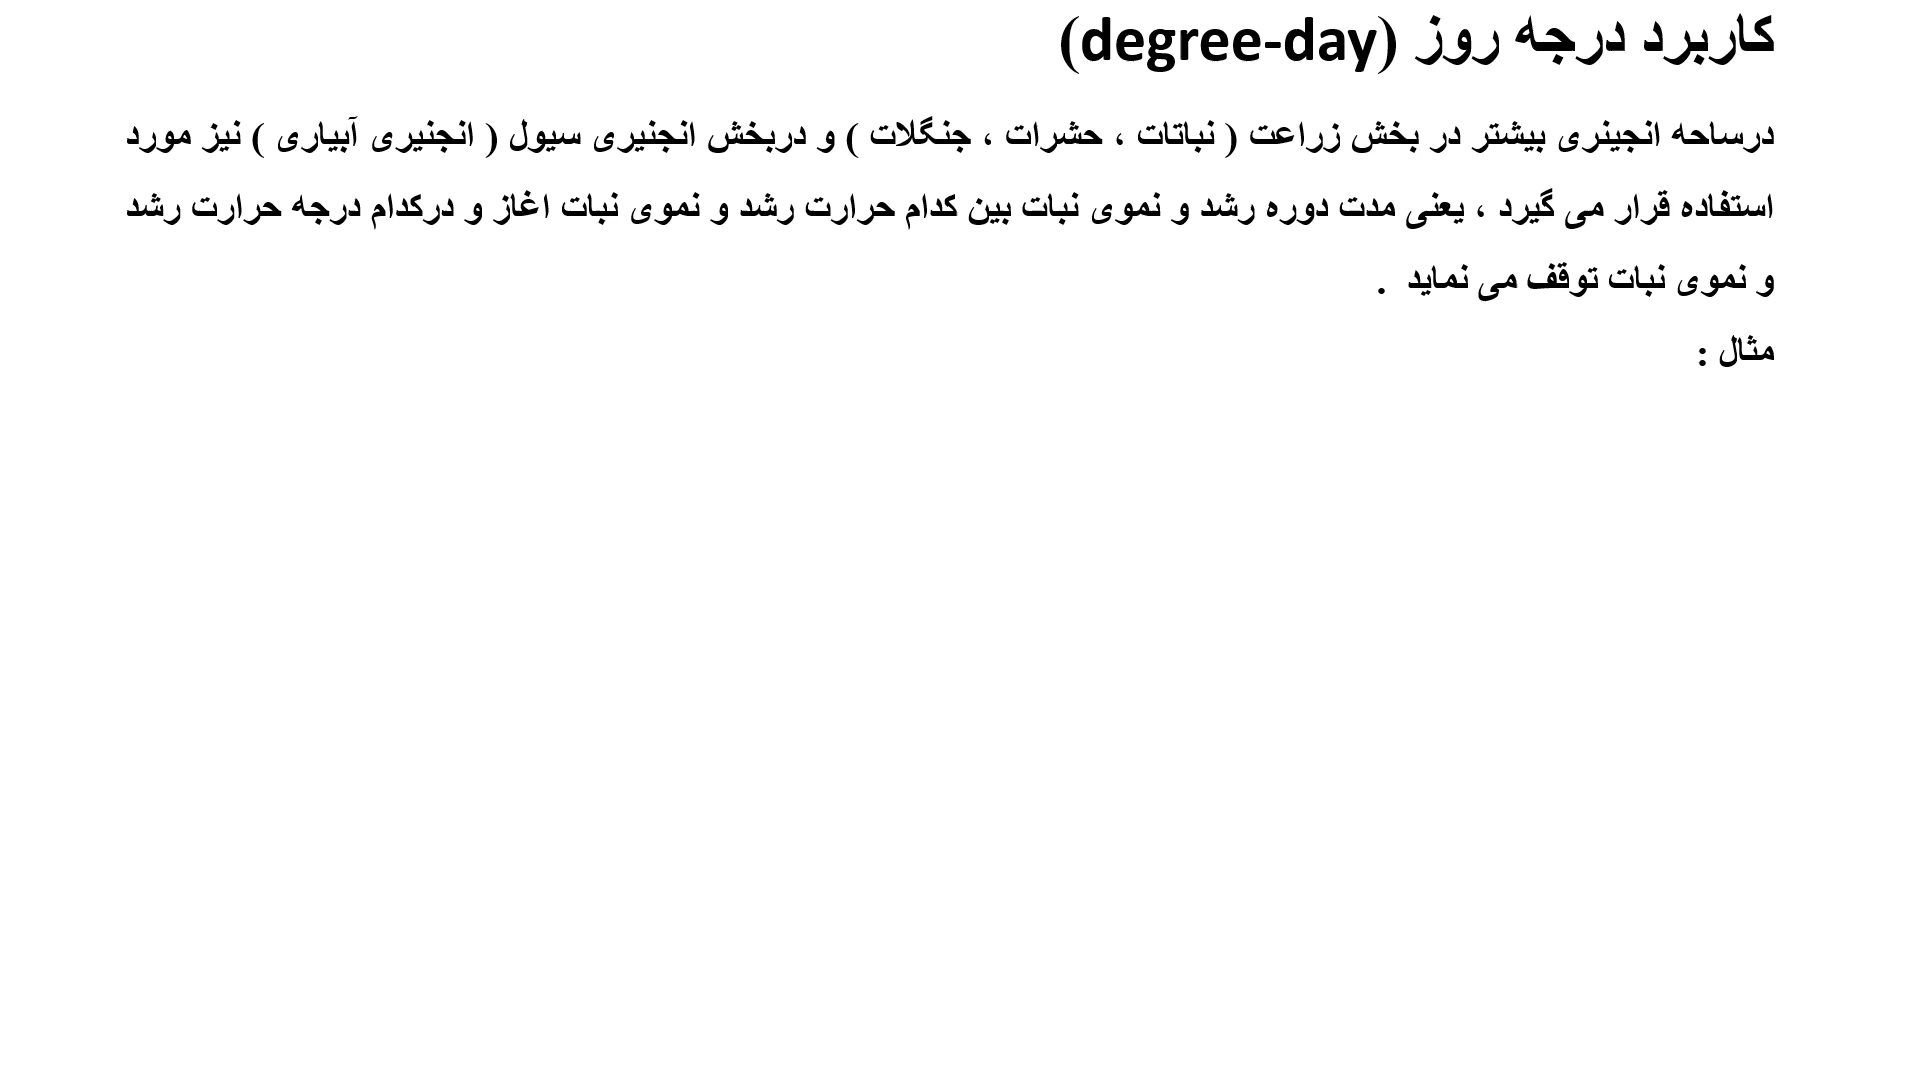 کاربرد درجه روز (degree-day)
درساحه انجینری بیشتر در بخش زراعت ( نباتات ، حشرات ، جنگلات ) و دربخش انجنیری سیول ( انجنیری آبیاری ) نیز مورد
استفاده قرار می گیرد ، یعنی مدت دوره رشد و نموی نبات بین کدام حرارت رشد و نموی نبات اغاز و درکدام درجه حرارت رشد
و نموی نبات توقف می نماید .
مثال :